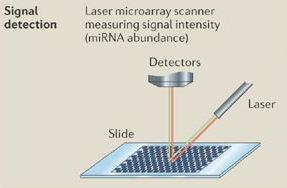 Signal
detection
Laser microarray scanner
measuring signal intensity
(miRNA abundance)
Detectors
Laser
Slide